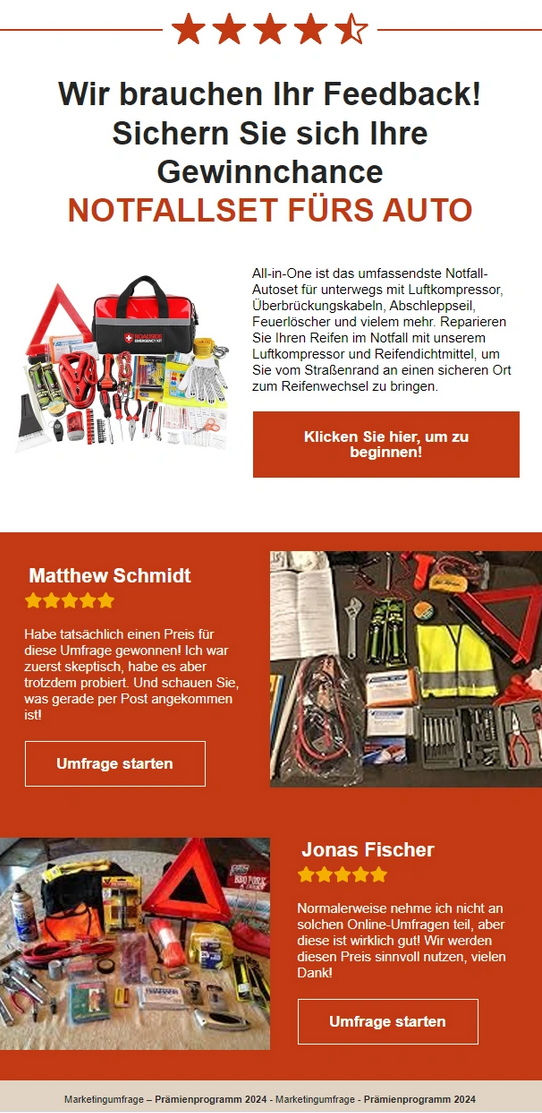 Wir brauchen Ihr Feedback!
Sichern Sie sich Ihre
Gewinnchance
NOTFALLSET FÜRS AUTO
ROADSIDE
EMERGENCY KIT
All-in-One ist das umfassendste Notfall-
Autoset für unterwegs mit Luftkompressor,
Überbrückungskabeln, Abschleppseil,
Feuerlöscher und vielem mehr. Reparieren
Sie Ihren Reifen im Notfall mit unserem
Luftkompressor und Reifendichtmittel, um
Sie vom Straßenrand an einen sicheren Ort
zum Reifenwechsel zu bringen.
Klicken Sie hier, um zu
beginnen!
Matthew Schmidt
Habe tatsächlich einen Preis für
diese Umfrage gewonnen! Ich war
zuerst skeptisch, habe es aber
trotzdem probiert. Und schauen Sie,
was gerade per Post angekommen
ist!
Umfrage starten
Jonas Fischer
Normalerweise nehme ich nicht an
solchen Online-Umfragen teil, aber
diese ist wirklich gut! Wir werden
diesen Preis sinnvoll nutzen, vielen
Dank!
Umfrage starten
Marketingumfrage – Prämienprogramm 2024 - Marketingumfrage - Prämienprogramm 2024